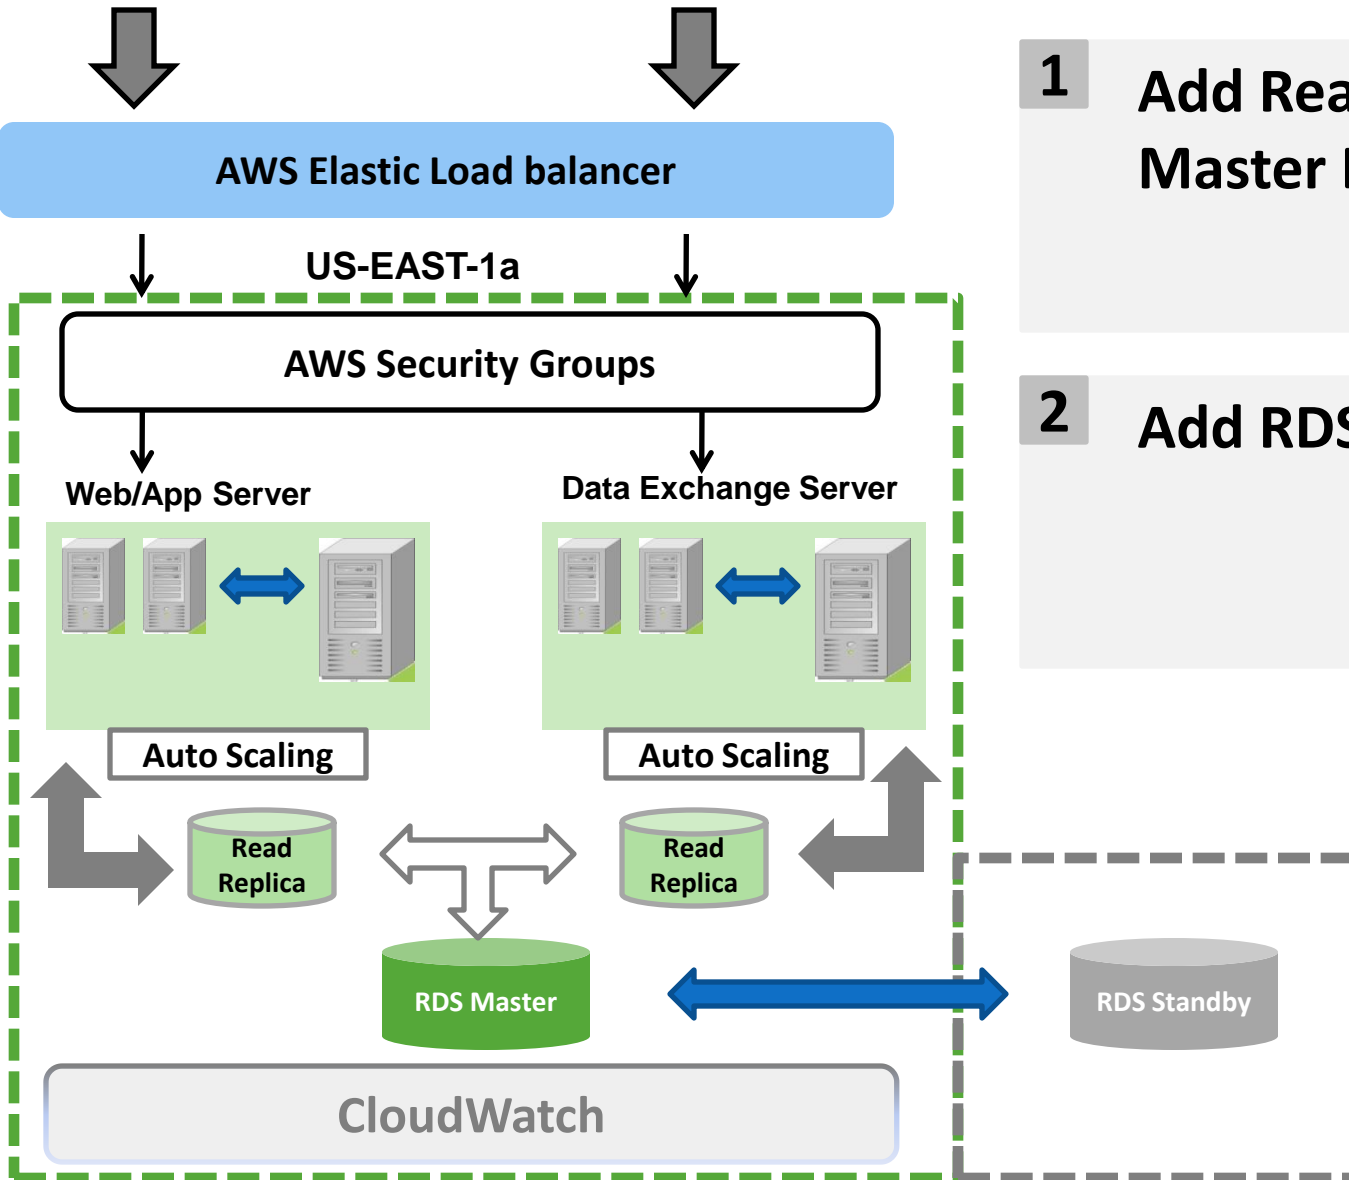 AWS Elastic Load balancer
US-EAST-1a
AWS Security Groups
Web/App Server
Data Exchange Server
Auto Scaling
Auto Scaling
Read
Replica
Read
Replica
RDS Master
RDS Standby
CloudWatch
1
Add
Master
2
Add RDS